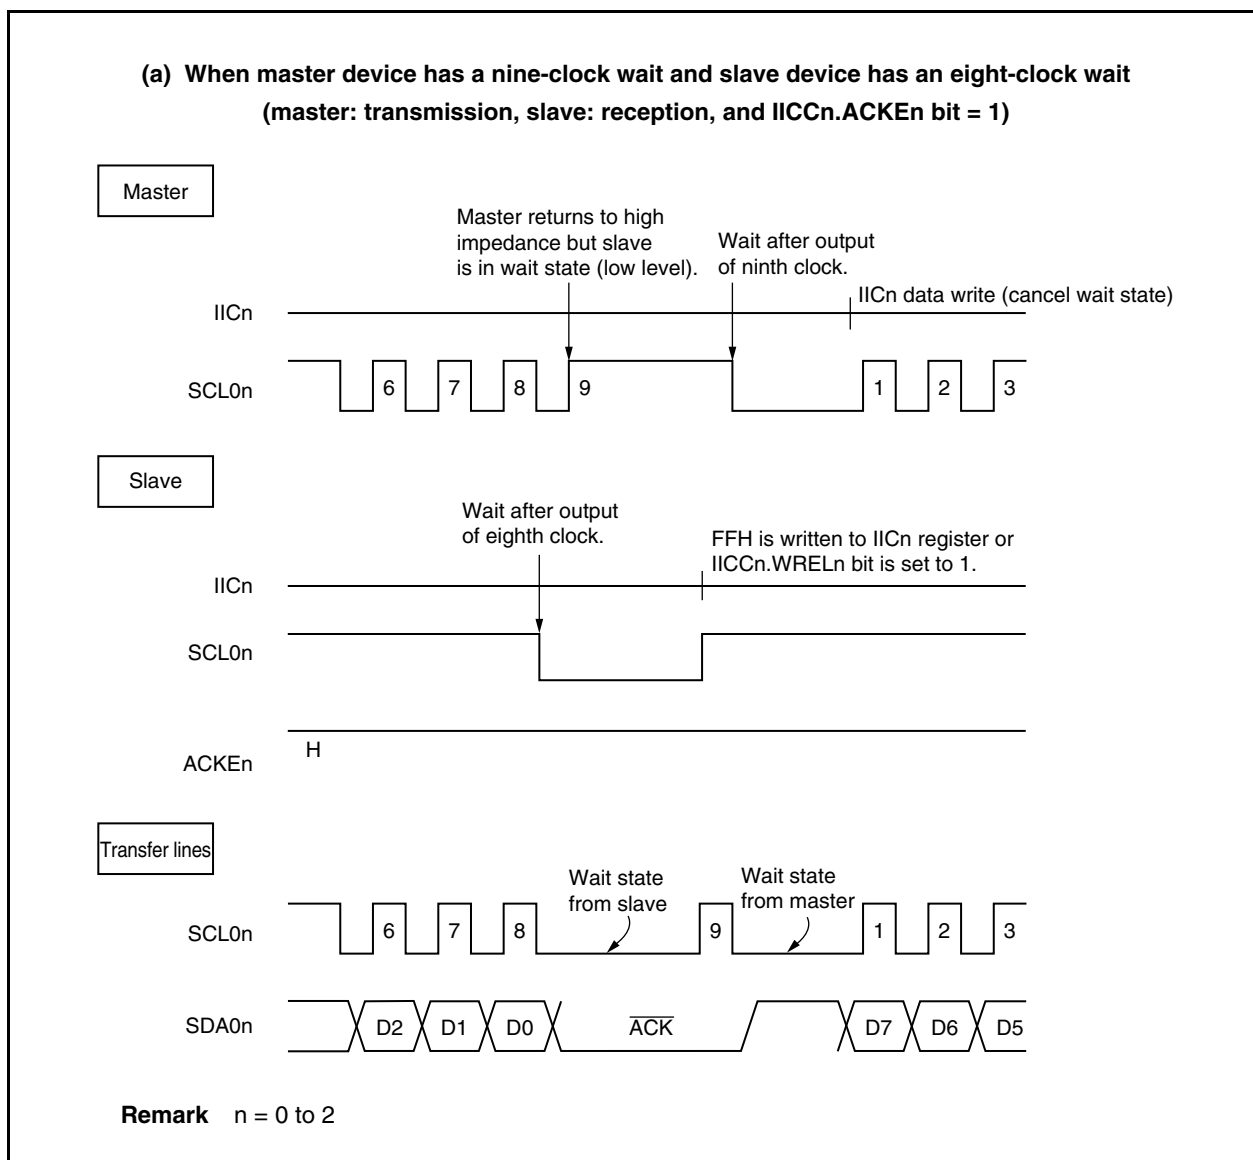 (a) When master device has a nine-clock wait and slave device has an eight-clock wait
(master: transmission, slave: reception, and IICCn.ACKEn bit = 1)
Master
Master returns to high
impedance but slave
is in wait state (low level).
Wait after output
of ninth clock.
IICn data write (cancel wait state)
IICn
SCL0n
6 7 8 9 1 2 3
Slave
Wait after output
of eighth clock.
FFH is written to IICn register or
IICCn.WRELn bit is set to 1.
IICn
SCL0n
H
ACKEn
Transfer lines
Wait state
from slave
Wait state
from master
SCL0n
6 7 8 9 1 2 3
SDA0n
D2 D1 D0 ACK D7 D6 D5
Remark n = 0 to 2